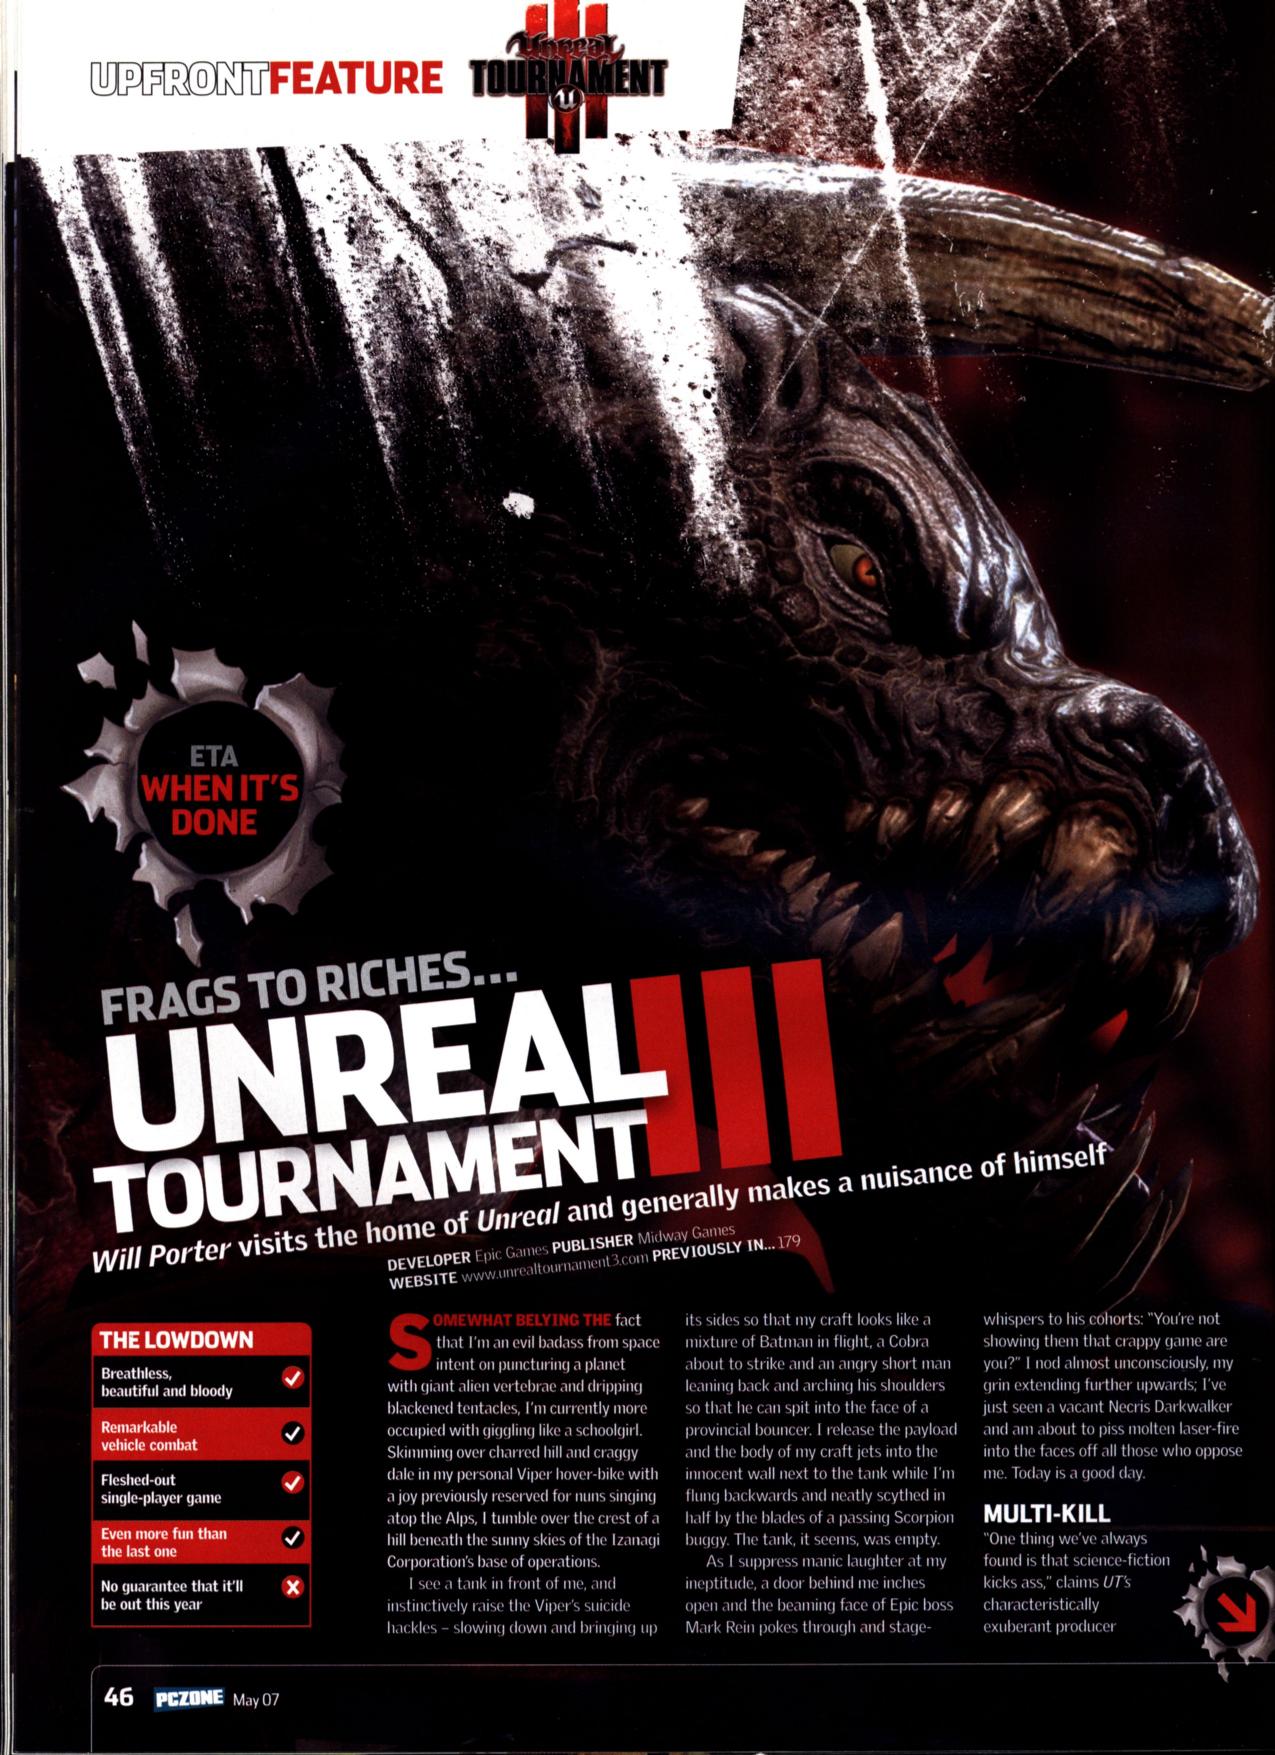 UPFRONTFEATURE
Unreal
TOURNAMENT
III
ETA
WHEN IT'S
DONE
FRAGS TO RICHES...
UNREAL
TOURNAMENT III
Will Porter visits the home of Unreal and generally makes a nuisance of himself
DEVELOPER Epic Games PUBLISHER Midway Games
WEBSITE www.unrealtournament3.com PREVIOUSLY IN... 179
THE LOWDOWN
Breathless,
beautiful and bloody
Remarkable
vehicle combat
Fleshed-out
single-player game
Even more fun than
the last one
No guarantee that it'll
be out this year
SOMEWHAT BELYING THE fact
that I'm an evil badass from space
intent on puncturing a planet
with giant alien vertebrae and dripping
blackened tentacles, I'm currently more
occupied with giggling like a schoolgirl.
Skimming over charred hill and craggy
dale in my personal Viper hover-bike with
a joy previously reserved for nuns singing
atop the Alps, I tumble over the crest of a
hill beneath the sunny skies of the Izanagi
Corporation's base of operations.
I see a tank in front of me, and
instinctively raise the Viper's suicide
hackles – slowing down and bringing up
its sides so that my craft looks like a
mixture of Batman in flight, a Cobra
about to strike and an angry short man
leaning back and arching his shoulders
so that he can spit into the face of a
provincial bouncer. I release the payload
and the body of my craft jets into the
innocent wall next to the tank while I'm
flung backwards and neatly scythed in
half by the blades of a passing Scorpion
buggy. The tank, it seems, was empty.
As I suppress manic laughter at my
ineptitude, a door behind me inches
open and the beaming face of Epic boss
Mark Rein pokes through and stage-
whispers to his cohorts: "You're not
showing them that crappy game are
you?" I nod almost unconsciously, my
grin extending further upwards; I've
just seen a vacant Necris Darkwalker
and am about to piss molten laser-fire
into the faces off all those who oppose
me. Today is a good day.
MULTI-KILL
"One thing we've always
found is that science-fiction
kicks ass," claims UT's
characteristically
exuberant producer
46 PCZONE May 07